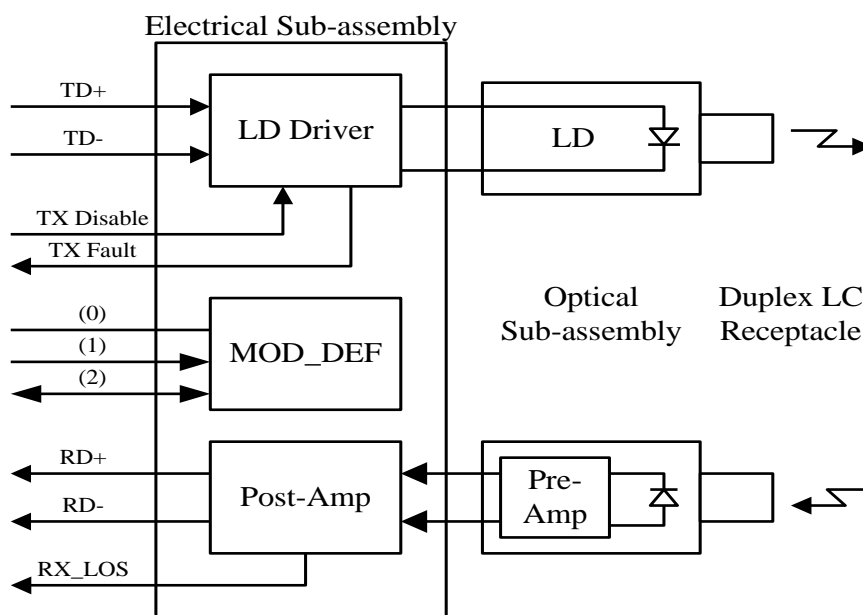 Electrical Sub-assembly
TD+
TD-
LD Driver
LD
TX Disable
TX Fault
Optical
Sub-assembly
Duplex LC
Receptacle
(0)
(1)
(2)
MOD_DEF
RD+
RD-
Post-Amp
Pre-
Amp
RX_LOS